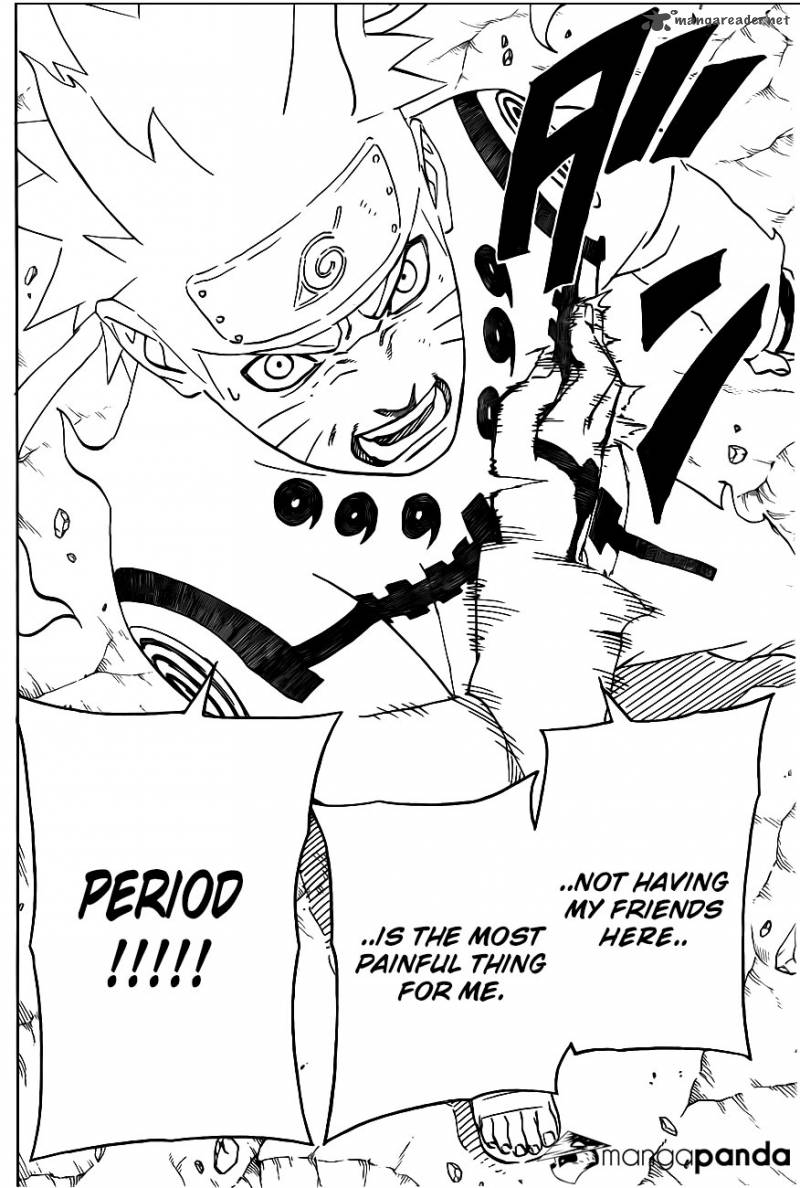 mangareader.net
..NOT HAVING
MY FRIENDS
HERE..
..IS THE MOST
PAINFUL THING
FOR ME.
PERIOD
!!!!!
mangapanda